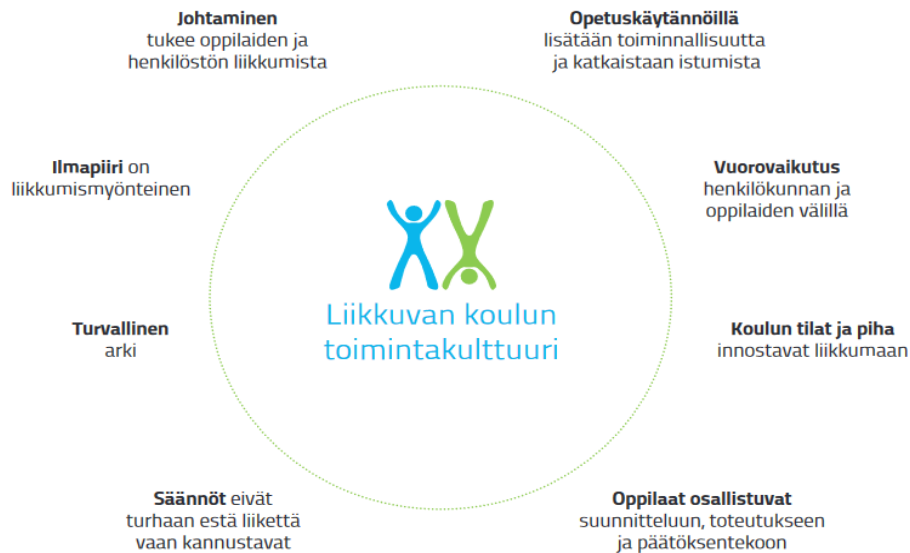 Johtaminen
tukee oppilaiden ja
henkilöstön liikkumista
Opetuskäytännöillä
lisätään toiminnallisuutta
ja katkaistaan istumista
Ilmapiiri on
liikkumismyönteinen
Vuorovaikutus
henkilökunnan ja
oppilaiden välillä
Liikkuvan koulun
toimintakulttuuri
Turvallinen
arki
Koulun tilat ja piha
innostavat liikkumaan
Säännöt eivät
turhaan estä liikettä
vaan kannustavat
Oppilaat osallistuvat
suunnitteluun, toteutukseen
ja päätöksentekoon